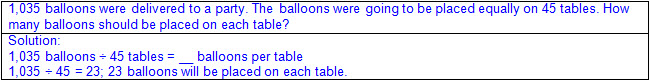 1,035 balloons were delivered to a party. The balloons were going to be placed equally on 45 tables. How
many balloons should be placed on each table?
Solution:
1,035 balloons ÷ 45 tables = __ balloons per table
1,035 ÷ 45 = 23; 23 balloons will be placed on each table.